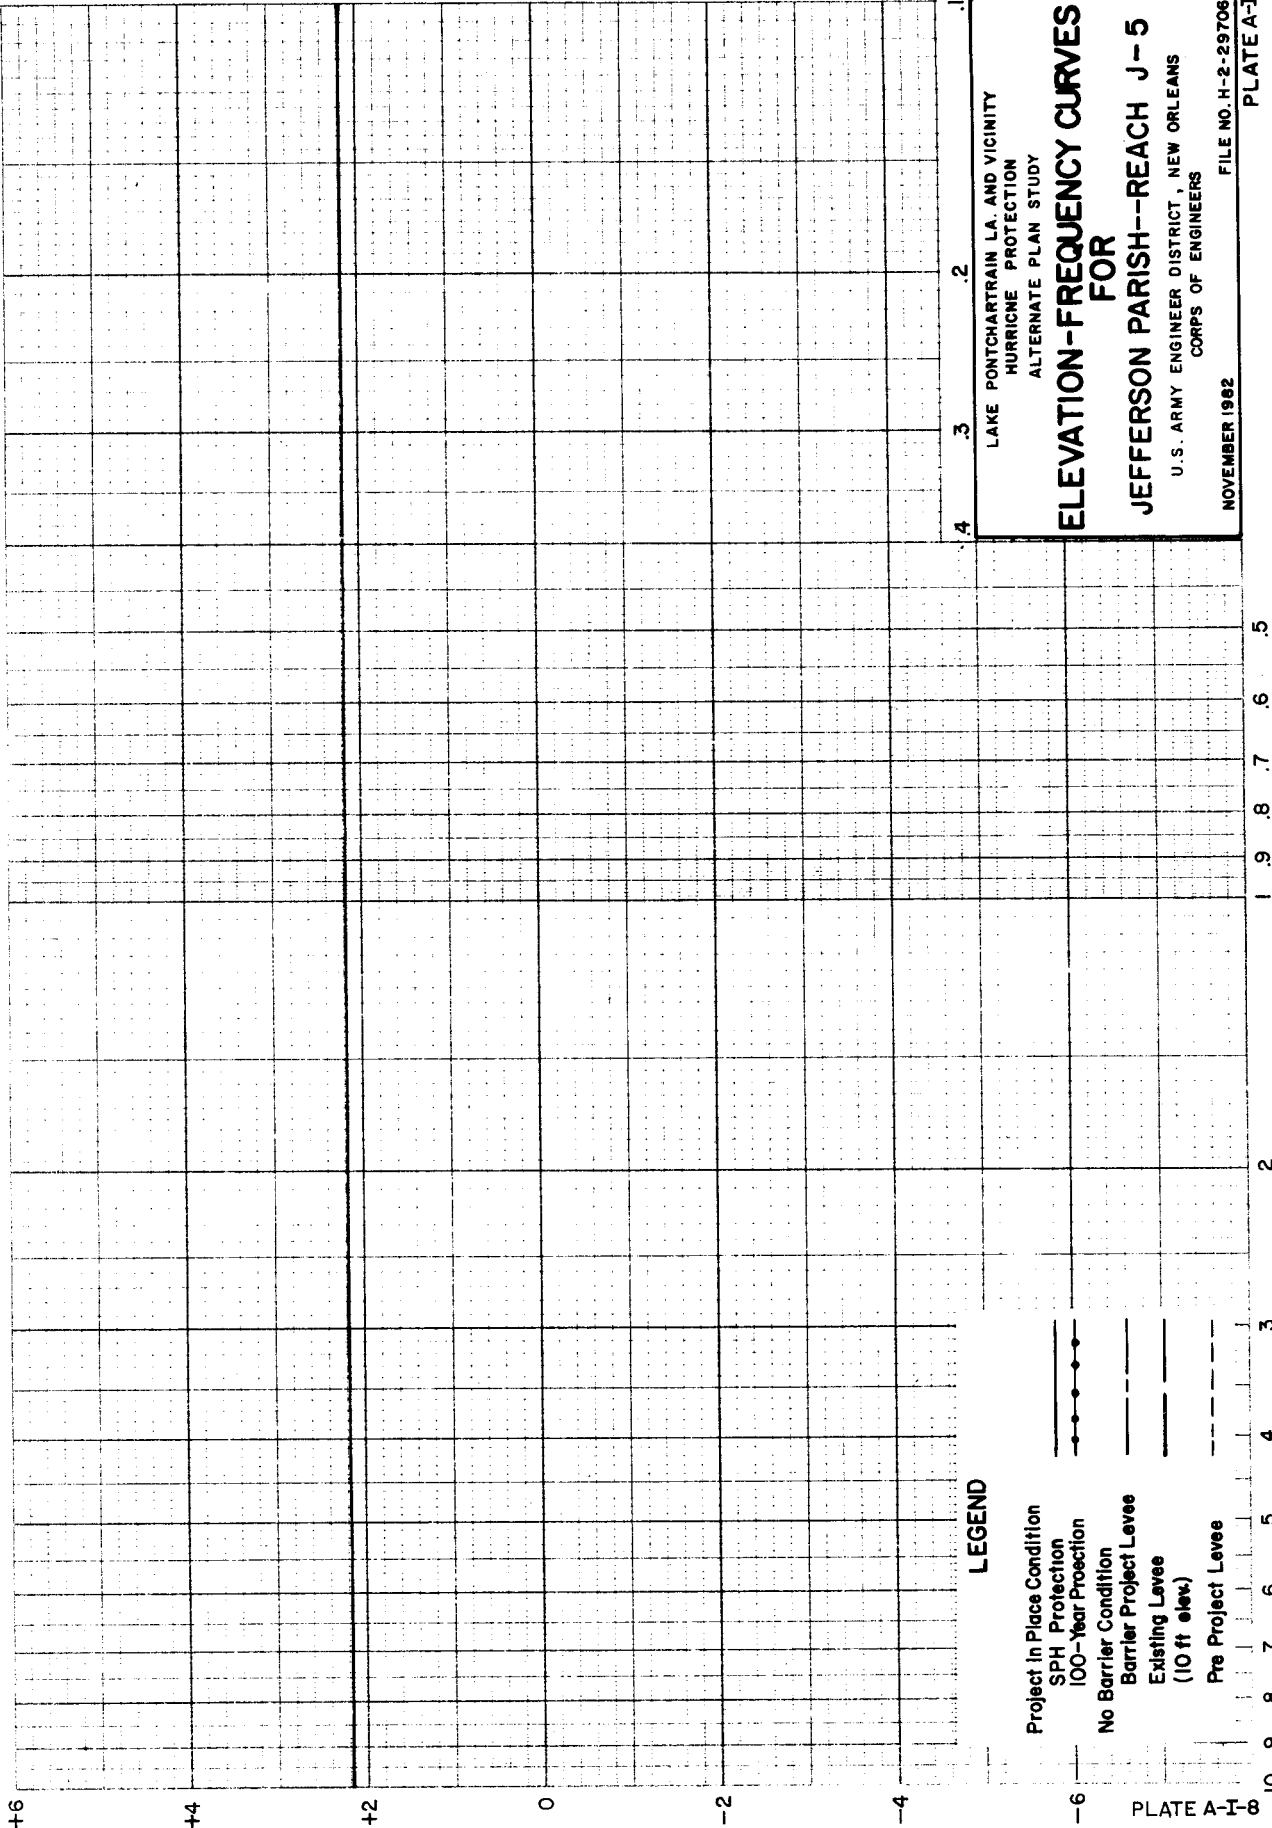 +6
+4
+2
0
-2
-4
-6
10
9
8
7
6
5
4
3
2
1
.9
.8
.7
.6
.5
.4
.3
.2
.1
LEGEND
Project In Place Condition
SPH Protection
100-Year Proection
No Barrier Condition
Barrier Project Levee
Existing Levee
(10 ft elev.)
Pre Project Levee
LAKE PONTCHARTRAIN LA. AND VICINITY
HURRICNE PROTECTION
ALTERNATE PLAN STUDY
ELEVATION-FREQUENCY CURVES
FOR
JEFFERSON PARISH--REACH J-5
U.S. ARMY ENGINEER DISTRICT, NEW ORLEANS
CORPS OF ENGINEERS
NOVEMBER 1982 FILE NO. H-2-29706
PLATE A-I
PLATE A-I-8